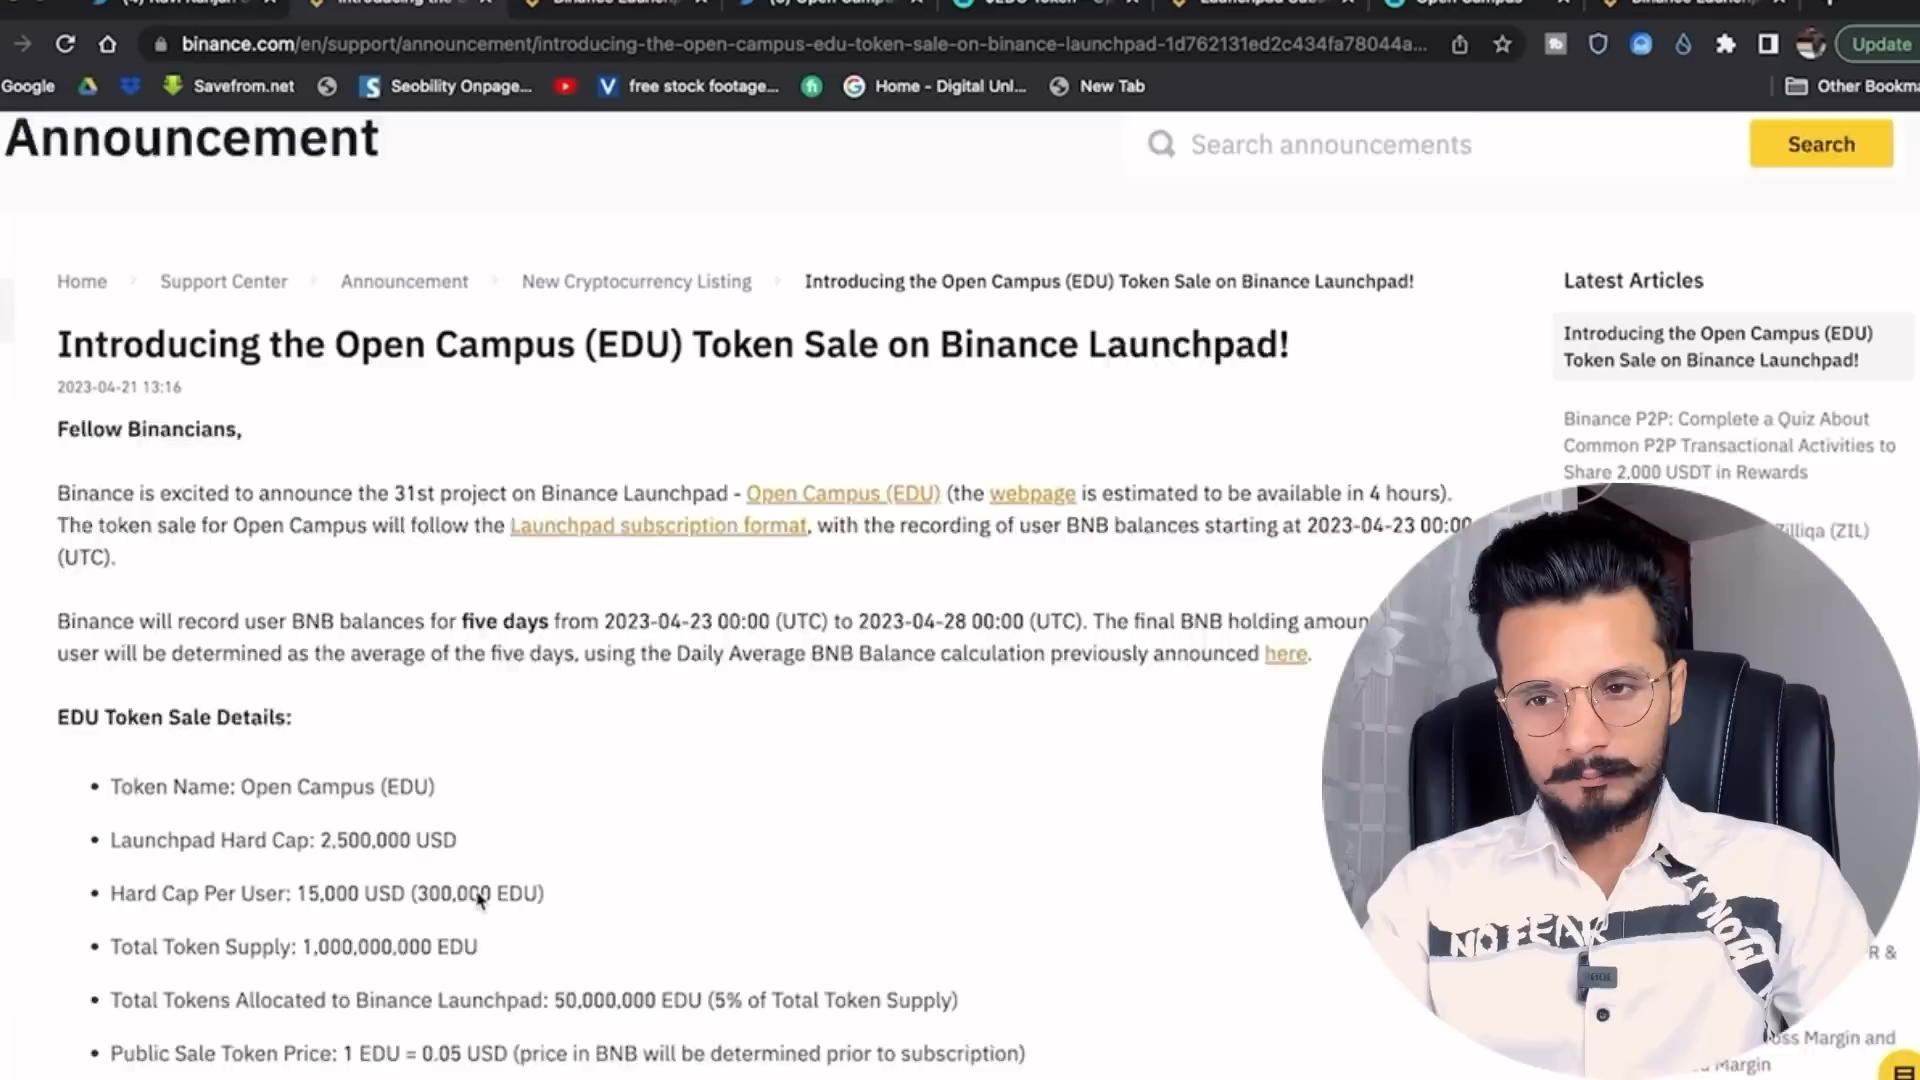 Introducing the
Open Campus
binance.com/en/support/announcement/introducing-the-open-campus-edu-token-sale-on-binance-launchpad-1d762131ed2c434fa78044a...
Update
Google
Savefrom.net
Seobility Onpage...
free stock footage...
Home - Digital Unl...
New Tab
Other Bookma
Announcement
Search announcements
Search
Home
Support Center
Announcement
New Cryptocurrency Listing
Introducing the Open Campus (EDU) Token Sale on Binance Launchpad!
Introducing the Open Campus (EDU) Token Sale on Binance Launchpad!
2023-04-21 13:16
Fellow Binancians,
Binance is excited to announce the 31st project on Binance Launchpad - Open Campus (EDU) (the webpage is estimated to be available in 4 hours).
The token sale for Open Campus will follow the Launchpad subscription format, with the recording of user BNB balances starting at 2023-04-23 00:00
(UTC).
Binance will record user BNB balances for five days from 2023-04-23 00:00 (UTC) to 2023-04-28 00:00 (UTC). The final BNB holding amoun
user will be determined as the average of the five days, using the Daily Average BNB Balance calculation previously announced here.
EDU Token Sale Details:
• Token Name: Open Campus (EDU)
• Launchpad Hard Cap: 2,500,000 USD
• Hard Cap Per User: 15,000 USD (300,000 EDU)
• Total Token Supply: 1,000,000,000 EDU
• Total Tokens Allocated to Binance Launchpad: 50,000,000 EDU (5% of Total Token Supply)
• Public Sale Token Price: 1 EDU = 0.05 USD (price in BNB will be determined prior to subscription)
Latest Articles
Introducing the Open Campus (EDU)
Token Sale on Binance Launchpad!
Binance P2P: Complete a Quiz About
Common P2P Transactional Activities to
Share 2,000 USDT in Rewards
illiqa (ZIL)
R &
oss Margin and
Margin
NO FEAR